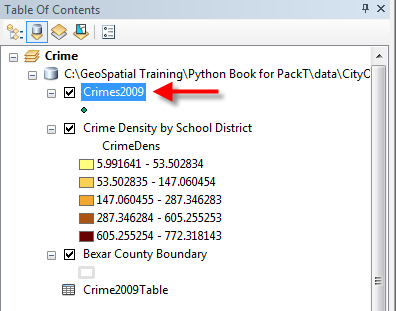 Table Of Contents
Crime
C:\GeoSpatial Training\Python Book for PackT\data\CityO
Crimes2009
Crime Density by School District
CrimeDens
5.991641 - 53.502834
53.502835 - 147.060454
147.060455 - 287.346283
287.346284 - 605.255253
605.255254 - 772.318143
Bexar County Boundary
Crime2009Table